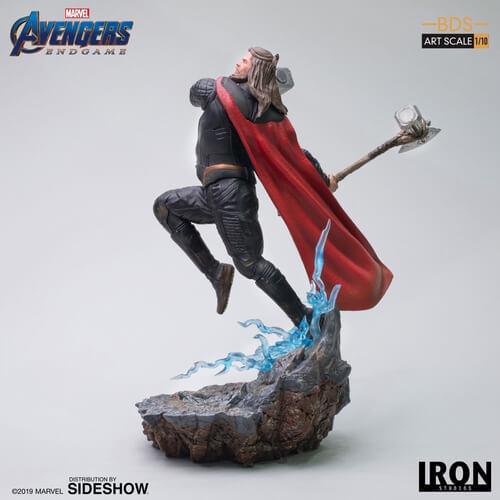 MARVEL
AVENGERS
ENDGAME
BDS
ART SCALE 1/10
©2019 MARVEL
DISTRIBUTION BY
SIDESHOW.
IRON
STUDIOS